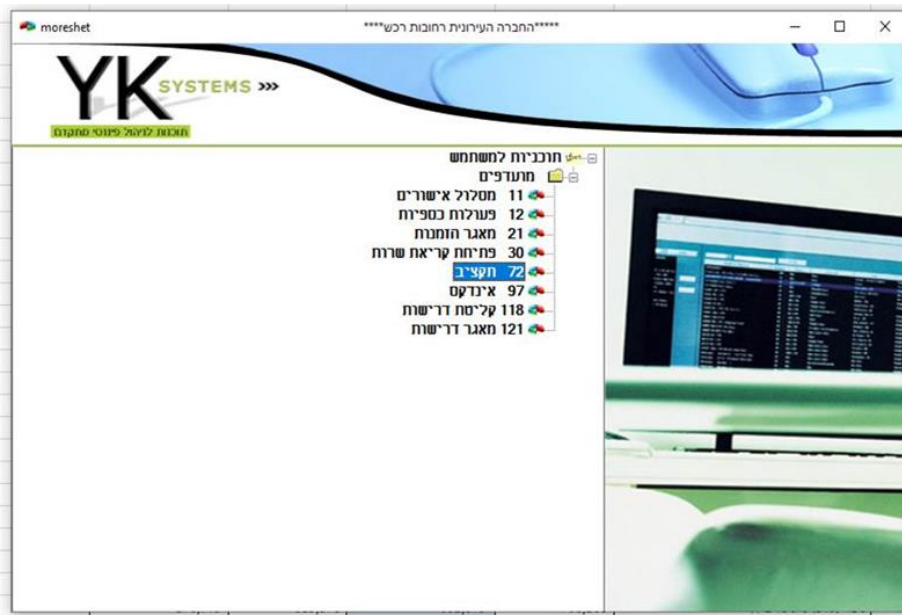 moreshet
*****החברה העירונית רחובות רכש****
YK SYSTEMS >>>
תוכנות לניהול פיננסי מתקדם
תוכניות למשתמש
מועדפים
11 מסלול אישורים
12 פעולות כספיות
21 מאגר הזמנות
30 פתיחת קריאת שרות
72 תקציב
97 אינדקס
118 קליטת דרישות
121 מאגר דרישות